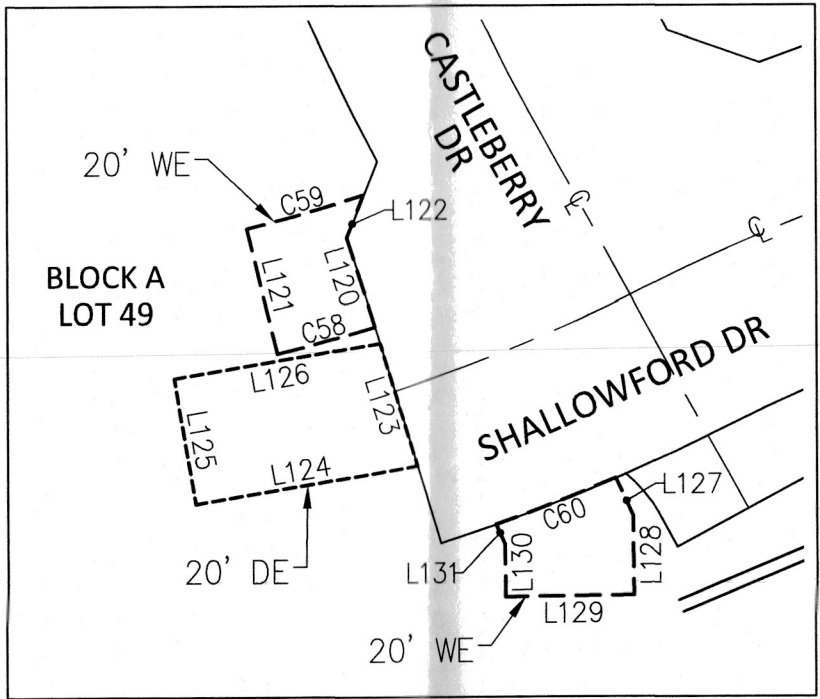 CASTLEBERRY
DR
20' WE
C59
L122
BLOCK A
LOT 49
L121
L120
C58
L126
L123
L125
L124
℄
℄
SHALLOWFORD DR
L127
C60
20' DE
L131
L130
L128
L129
20' WE